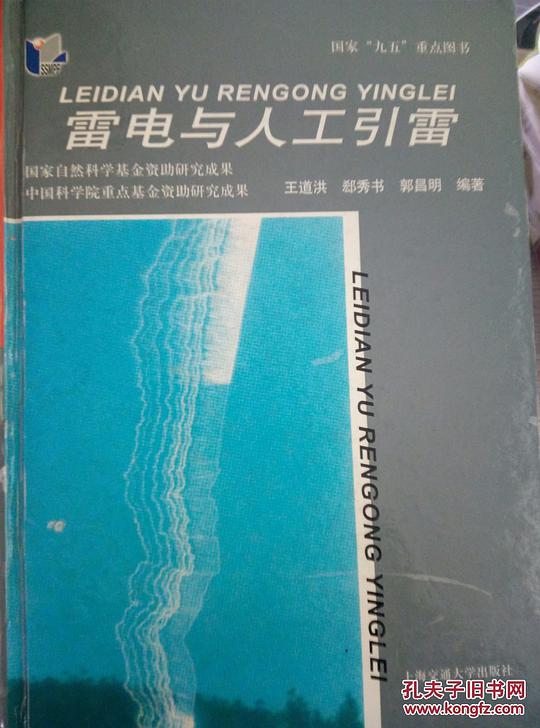 国家“九五”重点图书
SSMPF
LEIDIAN YU RENGONG YINGLEI
雷电与人工引雷
国家自然科学基金资助研究成果
中国科学院重点基金资助研究成果
王道洪 郄秀书 郭昌明 编著
LEIDIAN YU RENGONG YINGLEI
上海交通大学出版社
孔夫子旧书网
www.kongfz.com